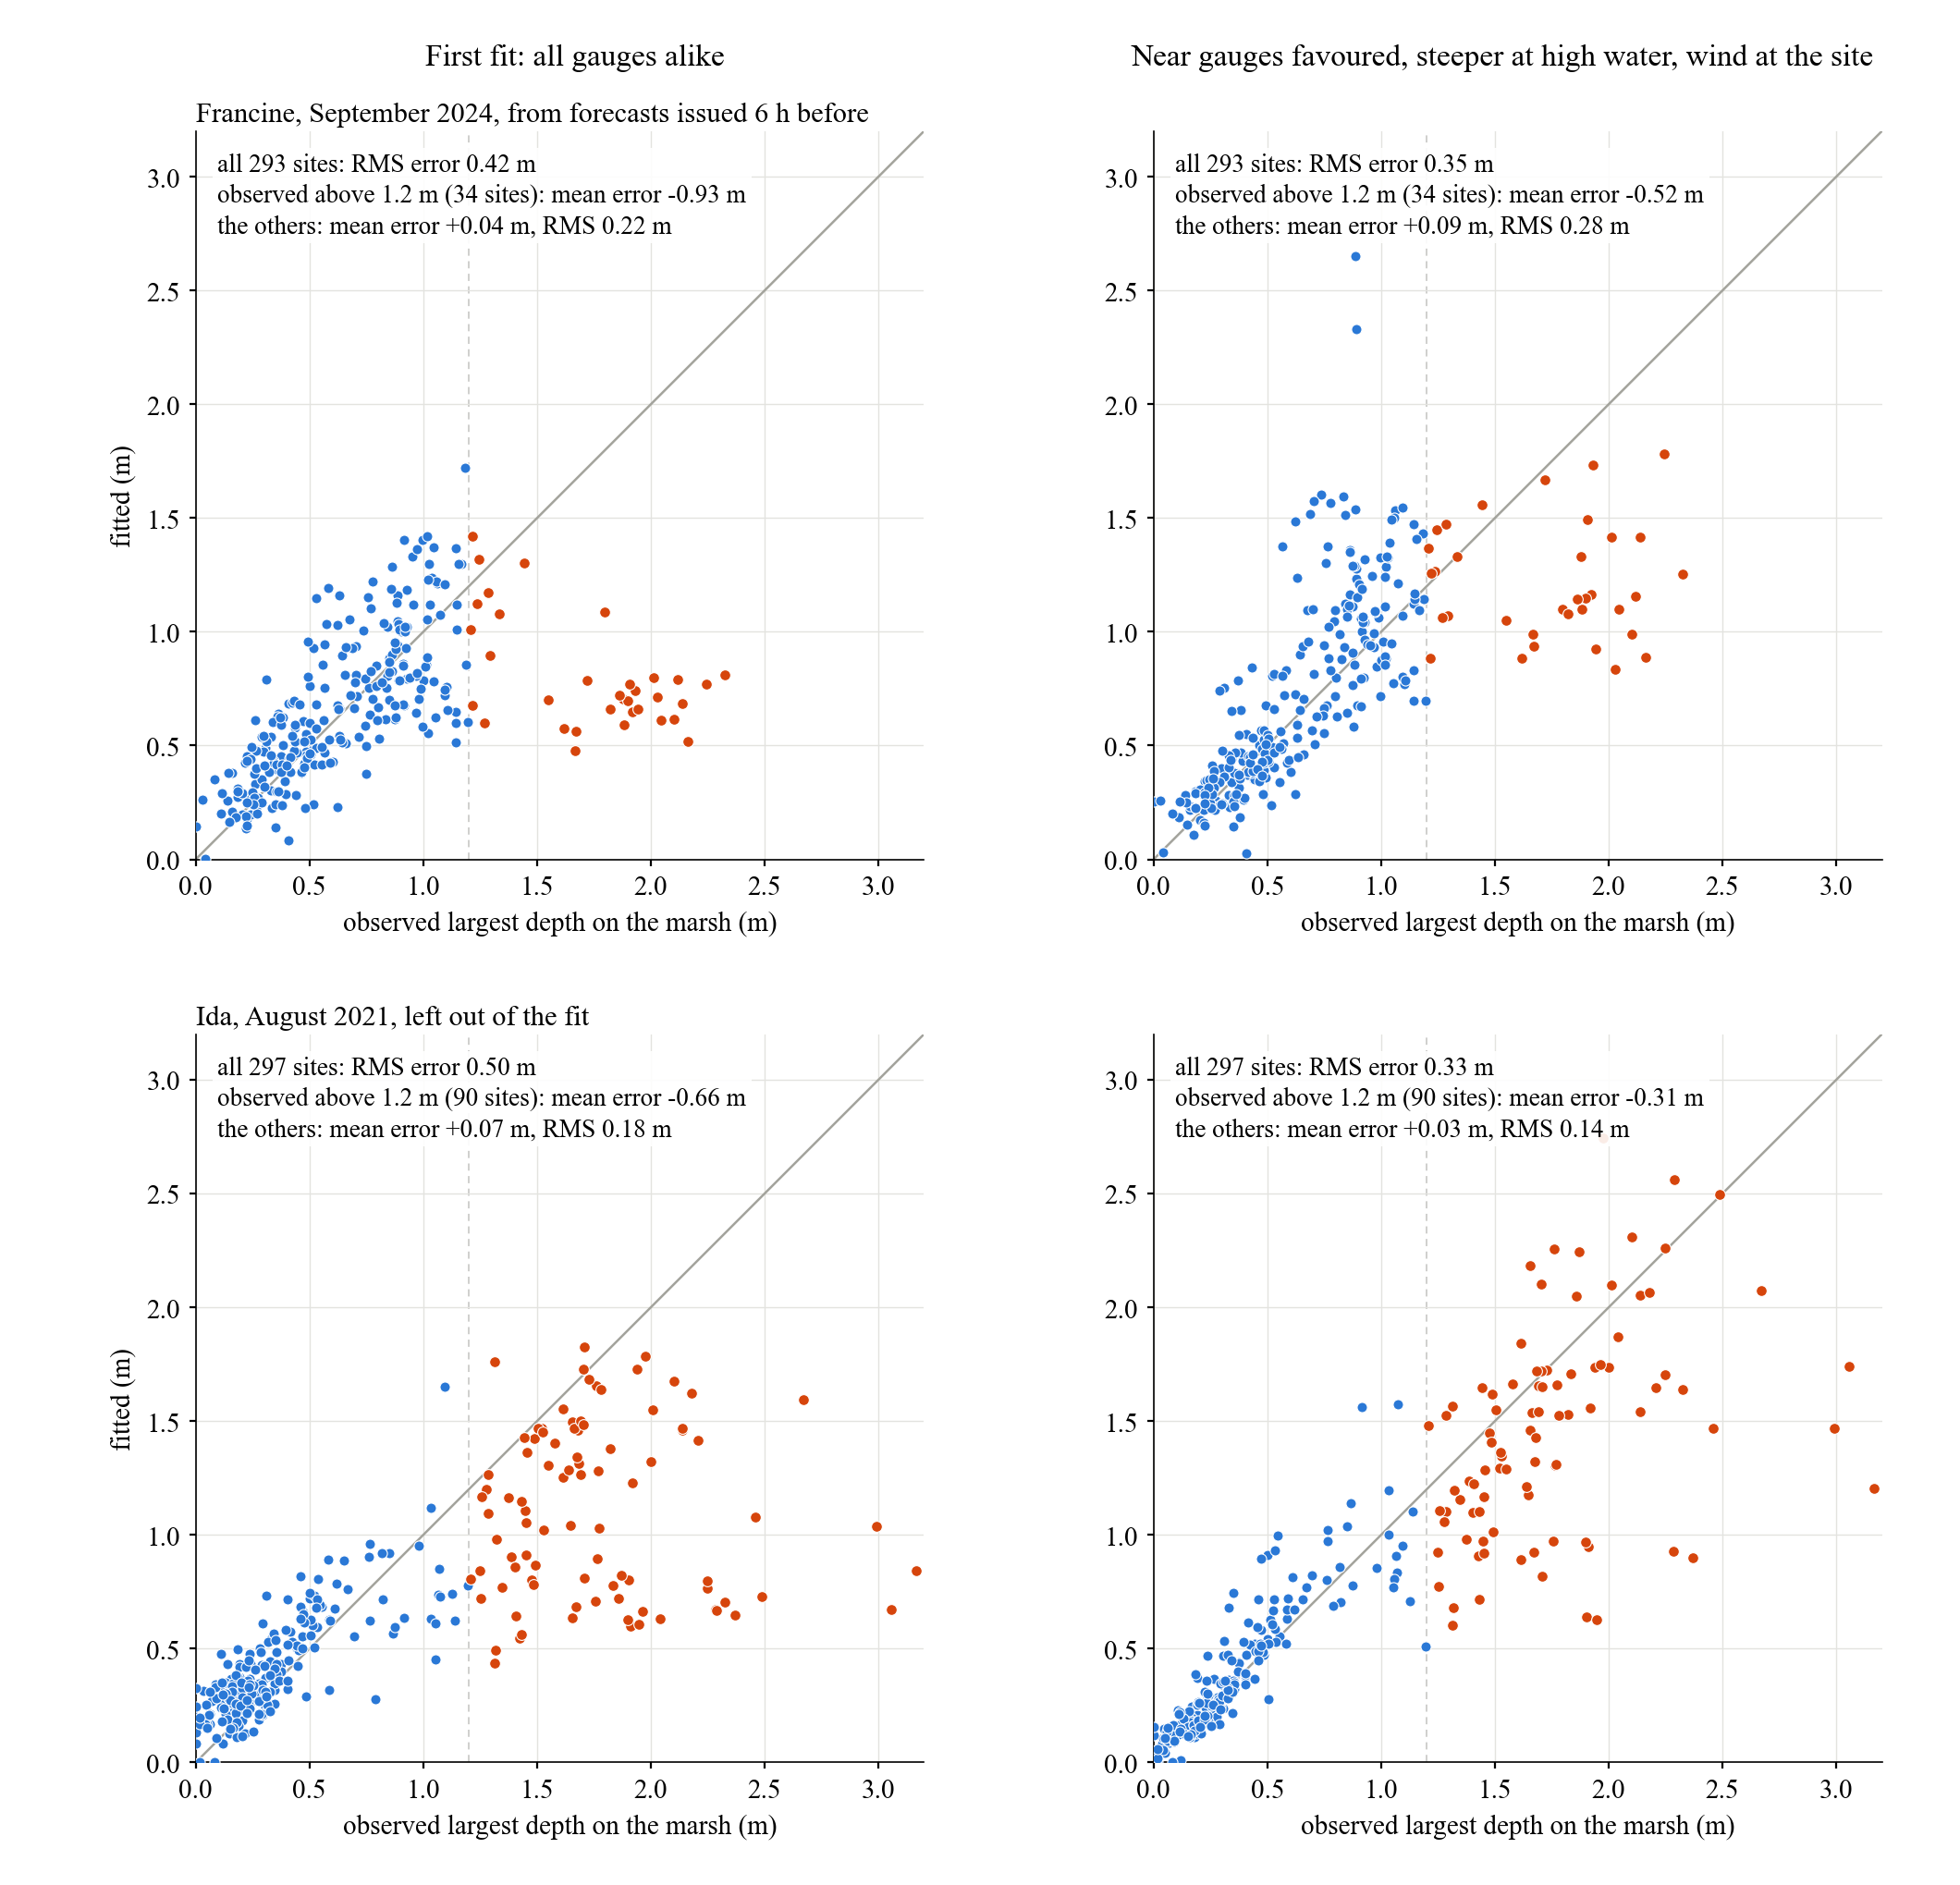 First fit: all gauges alike
Near gauges favoured, steeper at high water, wind at the site
Francine, September 2024, from forecasts issued 6 h before
all 293 sites: RMS error 0.42 m
observed above 1.2 m (34 sites): mean error -0.93 m
the others: mean error +0.04 m, RMS 0.22 m
3.0
2.5
2.0
1.5
1.0
0.5
0.0
fitted (m)
0.0 0.5 1.0 1.5 2.0 2.5 3.0
observed largest depth on the marsh (m)
all 293 sites: RMS error 0.35 m
observed above 1.2 m (34 sites): mean error -0.52 m
the others: mean error +0.09 m, RMS 0.28 m
3.0
2.5
2.0
1.5
1.0
0.5
0.0
0.0 0.5 1.0 1.5 2.0 2.5 3.0
observed largest depth on the marsh (m)
Ida, August 2021, left out of the fit
all 297 sites: RMS error 0.50 m
observed above 1.2 m (90 sites): mean error -0.66 m
the others: mean error +0.07 m, RMS 0.18 m
3.0
2.5
2.0
1.5
1.0
0.5
0.0
fitted (m)
0.0 0.5 1.0 1.5 2.0 2.5 3.0
observed largest depth on the marsh (m)
all 297 sites: RMS error 0.33 m
observed above 1.2 m (90 sites): mean error -0.31 m
the others: mean error +0.03 m, RMS 0.14 m
3.0
2.5
2.0
1.5
1.0
0.5
0.0
0.0 0.5 1.0 1.5 2.0 2.5 3.0
observed largest depth on the marsh (m)